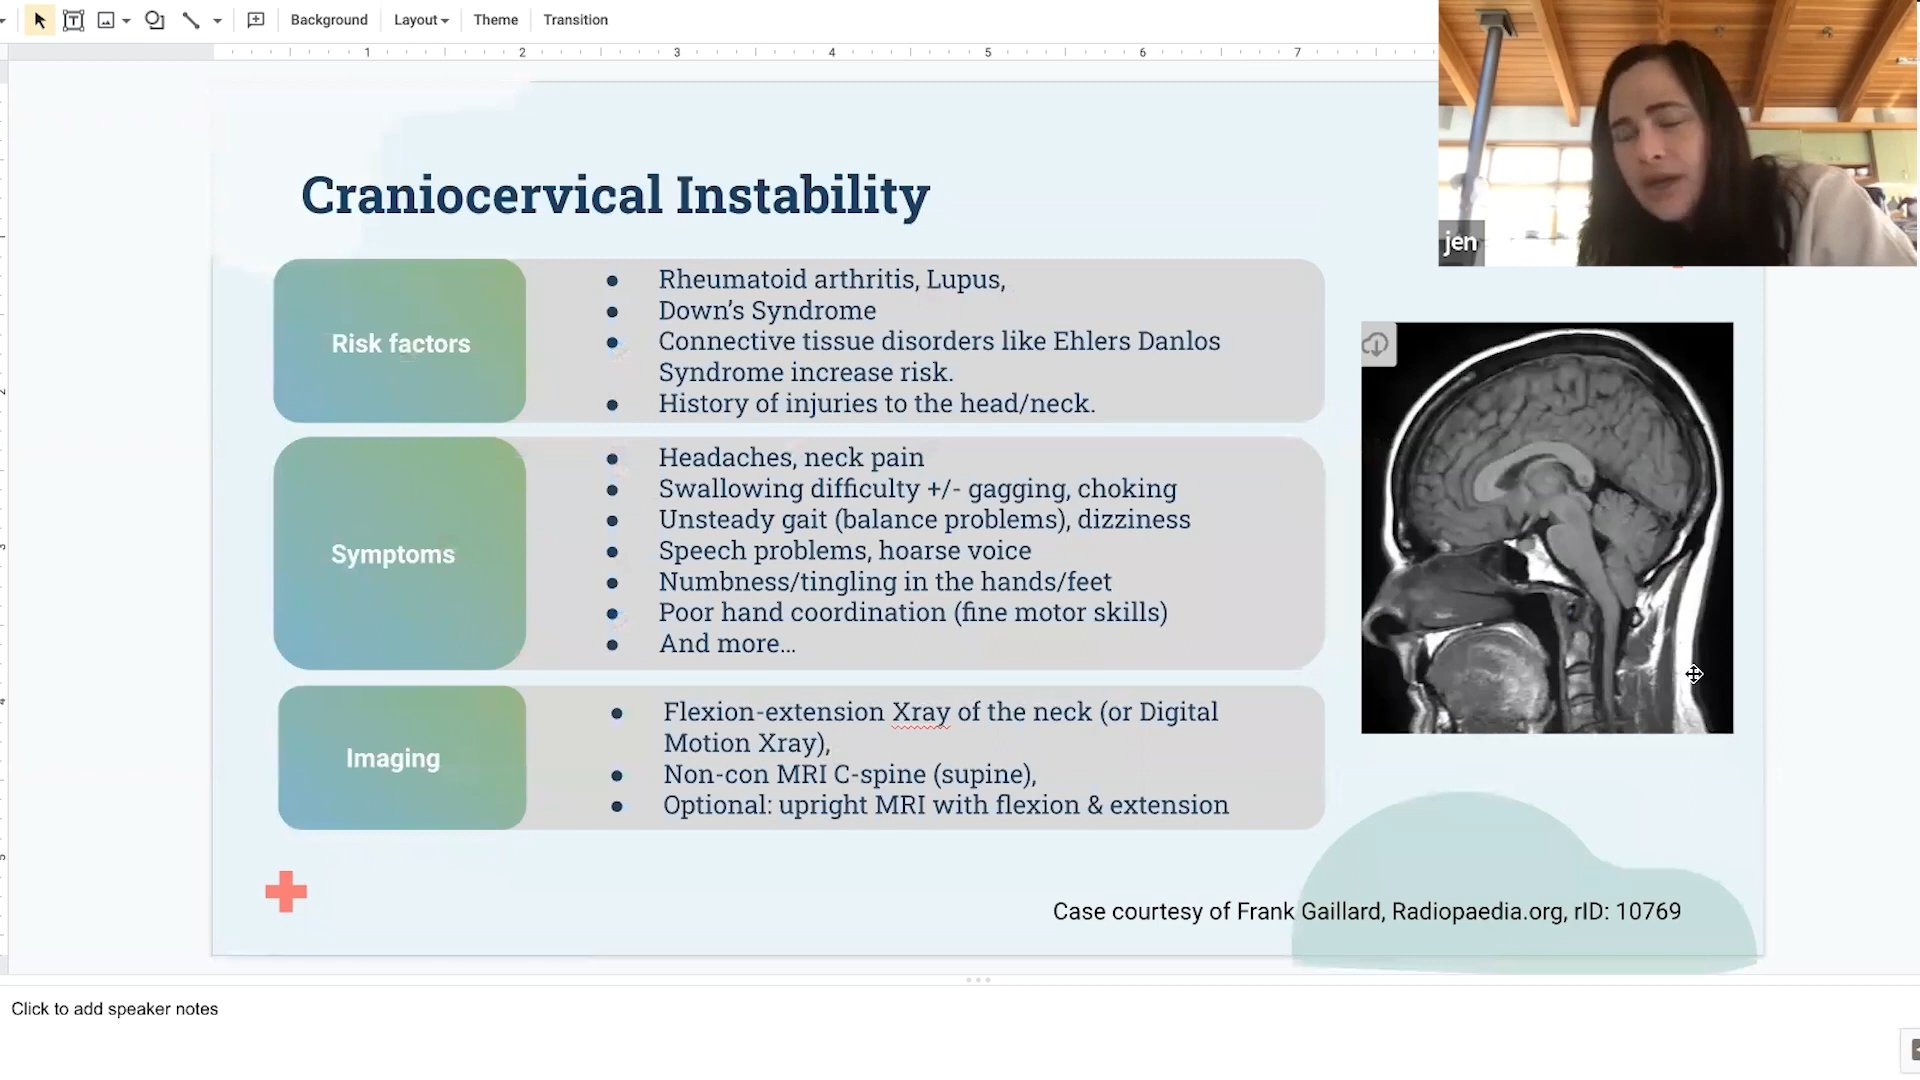 Background
Layout
Theme
Transition
1
2
3
4
5
6
7
jen
Craniocervical Instability
Risk factors
Rheumatoid arthritis, Lupus,
Down's Syndrome
Connective tissue disorders like Ehlers Danlos
Syndrome increase risk.
History of injuries to the head/neck.
Symptoms
Headaches, neck pain
Swallowing difficulty +/- gagging, choking
Unsteady gait (balance problems), dizziness
Speech problems, hoarse voice
Numbness/tingling in the hands/feet
Poor hand coordination (fine motor skills)
And more...
Imaging
Flexion-extension Xray of the neck (or Digital
Motion Xray),
Non-con MRI C-spine (supine),
Optional: upright MRI with flexion & extension
Case courtesy of Frank Gaillard, Radiopaedia.org, rID: 10769
Click to add speaker notes